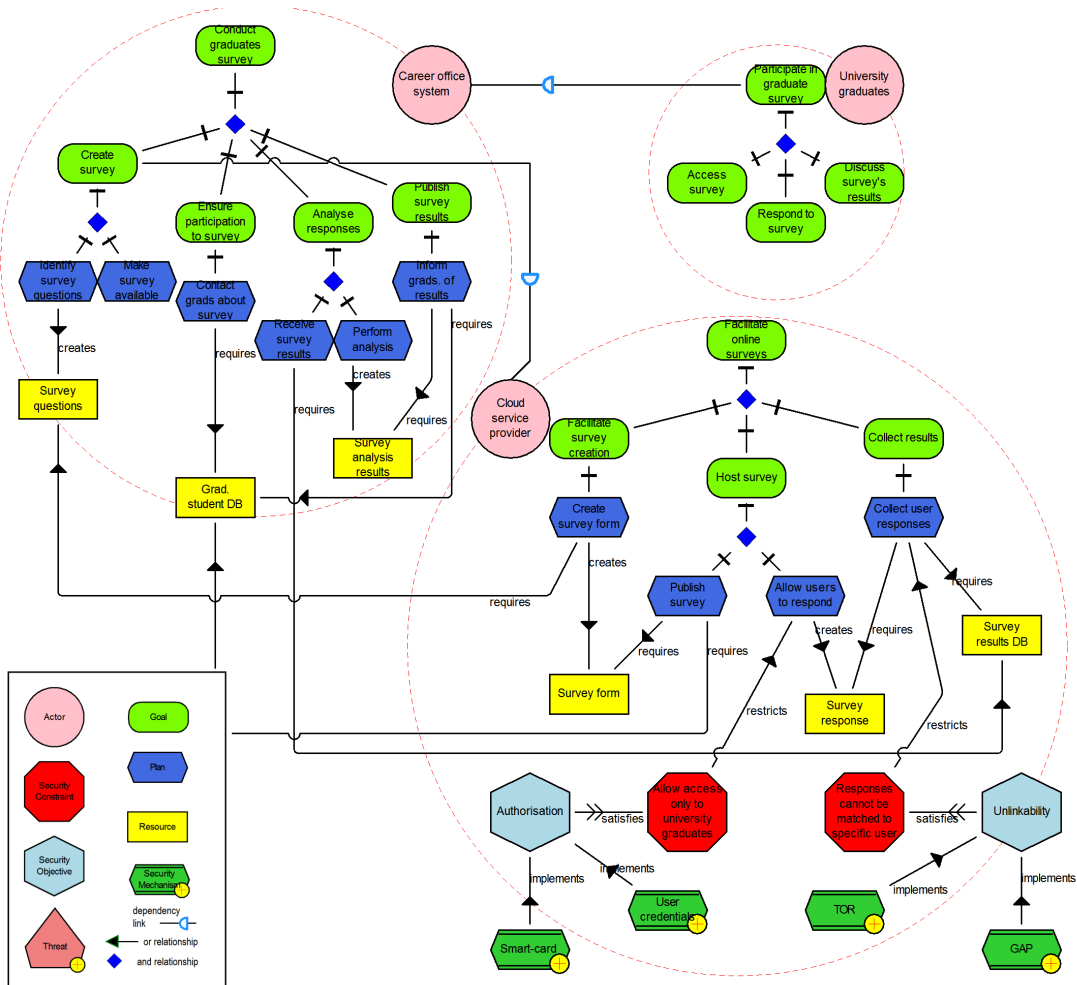 Conduct
graduates
survey
Career office
system
Participate in
graduate
survey
University
graduates
Create
survey
Access
survey
Discuss
survey's
results
Respond to
survey
Ensure
participation
to survey
Analyse
responses
Publish
survey
results
Identify
survey
questions
Make
survey
available
Contact
grads about
survey
Inform
grads. of
results
Receive
survey
results
Perform
analysis
requires
creates
requires
creates
requires
requires
Survey
questions
Survey
analysis
results
Grad.
student DB
Cloud
service
provider
Facilitate
online
surveys
Facilitate
survey
creation
Collect results
Host survey
Create
survey form
Collect user
responses
creates
requires
Publish
survey
Allow users
to respond
requires
creates
requires
requires
requires
Survey
results DB
Survey form
Survey
response
restricts
restricts
Authorisation
satisfies
Allow access
only to
university
graduates
Responses
cannot be
matched to
specific user
satisfies
Unlinkability
implements
implements
implements
implements
User
credentials
TOR
Smart-card
GAP
Actor
Goal
Security
Constraint
Plan
Resource
Security
Objective
Security
Mechanism
Threat
dependency
link
or relationship
and relationship